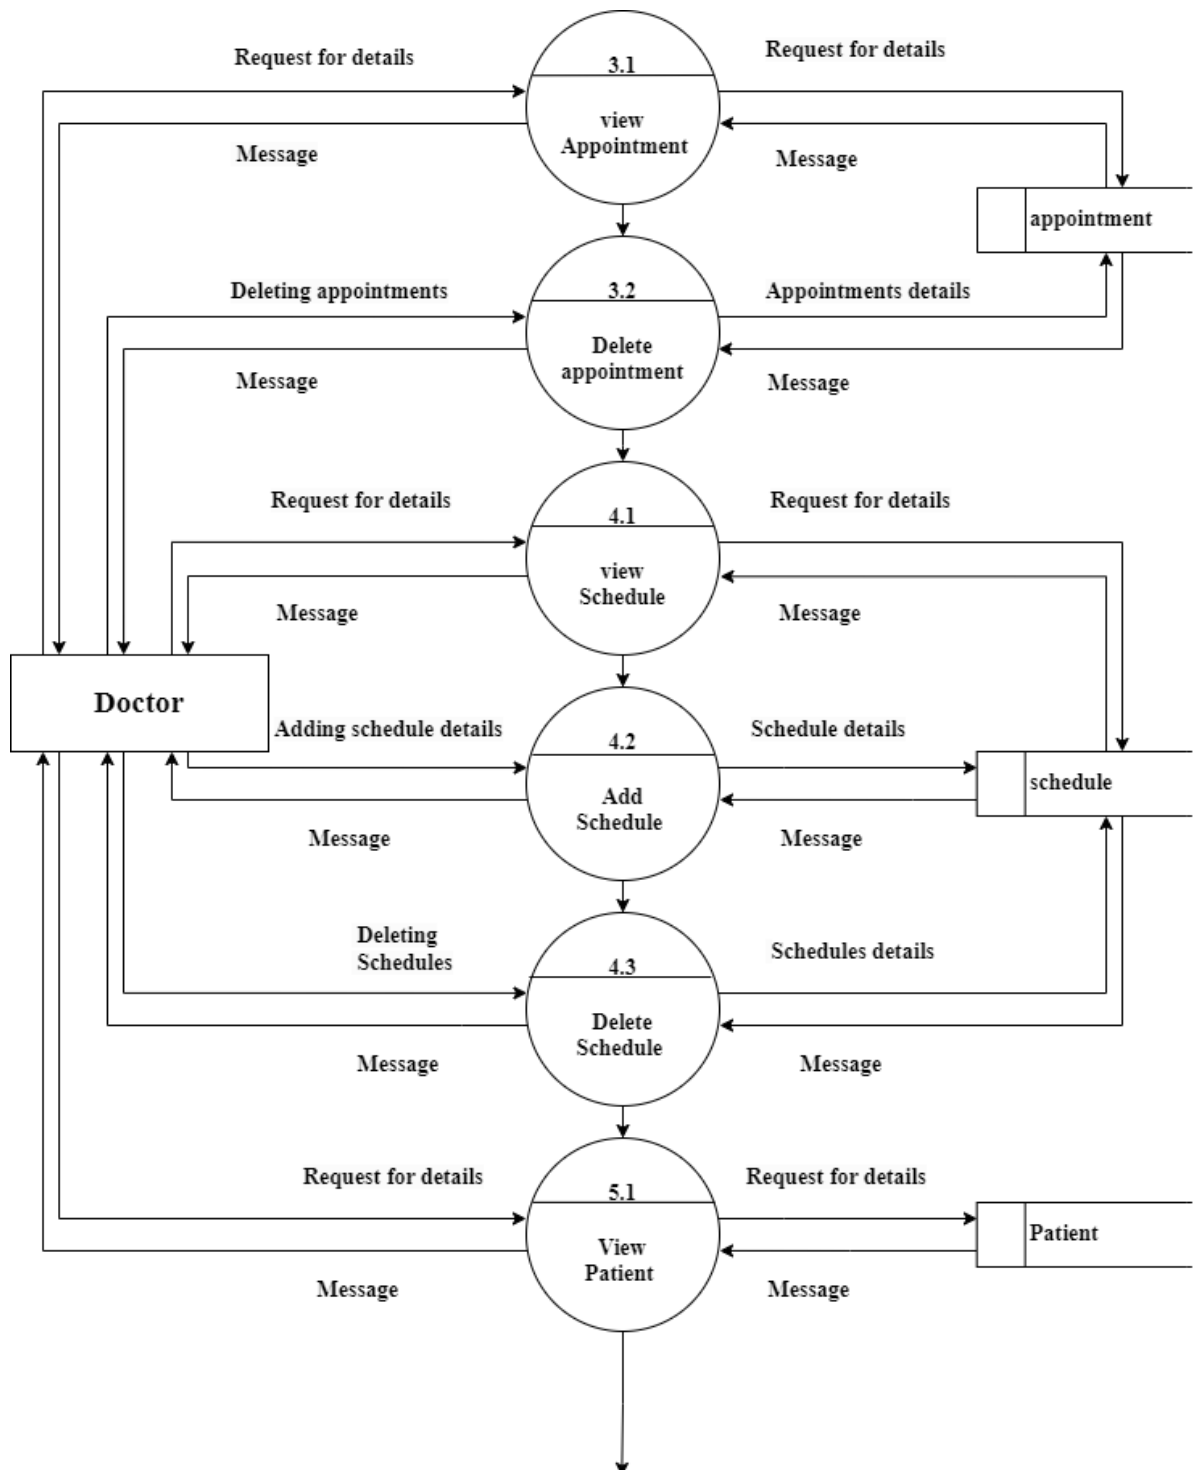 Request for details
3.1
Request for details
view
Appointment
Message
Message
appointment
Deleting appointments
3.2
Appointments details
Delete
appointment
Message
Message
Request for details
4.1
Request for details
view
Schedule
Message
Message
Doctor
Adding schedule details
4.2
Schedule details
schedule
Add
Schedule
Message
Message
Deleting
Schedules
4.3
Schedules details
Delete
Schedule
Message
Message
Request for details
5.1
Request for details
View
Patient
Patient
Message
Message